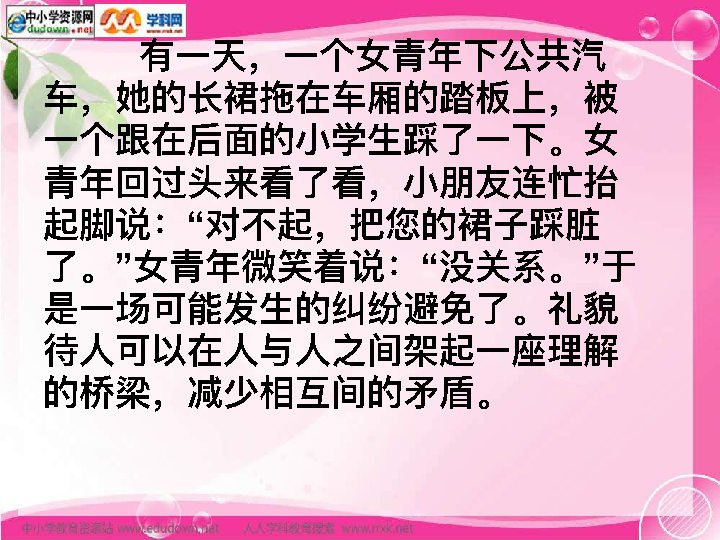 中小学资源网
edudown.net
学科网
www.nxk.net
有一天，一个女青年下公共汽
车，她的长裙拖在车厢的踏板上，被
一个跟在后面的小学生踩了一下。女
青年回过头来看了看，小朋友连忙抬
起脚说：“对不起，把您的裙子踩脏
了。”女青年微笑着说：“没关系。”于
是一场可能发生的纠纷避免了。礼貌
待人可以在人与人之间架起一座理解
的桥梁，减少相互间的矛盾。
中小学教育资源站 www.edudown.net 人人学科教育搜索 www.rrxk.net